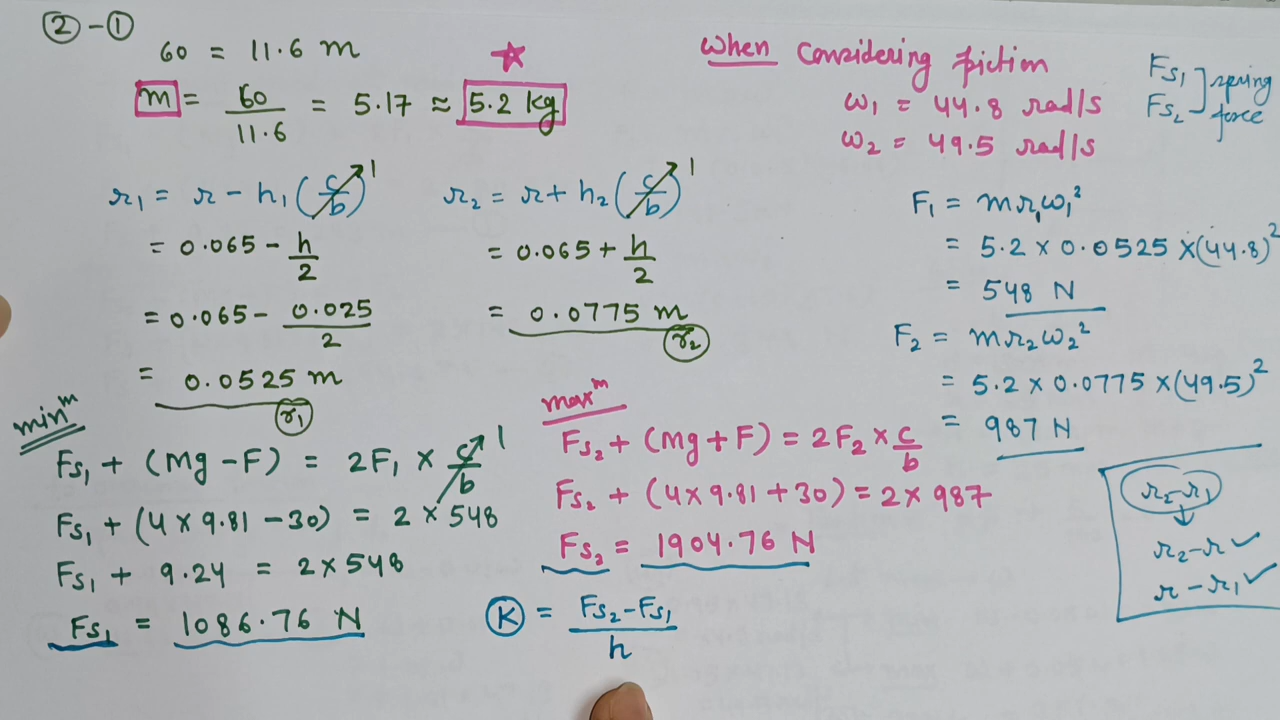 ② - ①
60 = 11.6 m
m = 60/11.6 = 5.17 ≈ 5.2 kg
When Considering friction
ω1 = 44.8 rad/s
ω2 = 49.5 rad/s
Fs1
Fs2 ] spring force
r1 = r - h1 (c/b) 1
= 0.065 - h/2
= 0.065 - 0.025/2
= 0.0525 m
r1
r2 = r + h2 (c/b) 1
= 0.065 + h/2
= 0.0775 m
r2
F1 = m r1 ω1²
= 5.2 × 0.0525 × (44.8)²
= 548 N
F2 = m r2 ω2²
= 5.2 × 0.0775 × (49.5)²
= 987 N
minᵐ
Fs1 + (Mg - F) = 2F1 × c/b 1
Fs1 + (4 × 9.81 - 30) = 2 × 548
Fs1 + 9.24 = 2 × 548
Fs1 = 1086.76 N
maxᵐ
Fs2 + (Mg + F) = 2F2 × c/b
Fs2 + (4 × 9.81 + 30) = 2 × 987
Fs2 = 1904.76 N
K = Fs2 - Fs1/h
r2 - r1
↓
r2 - r ✓
r - r1 ✓